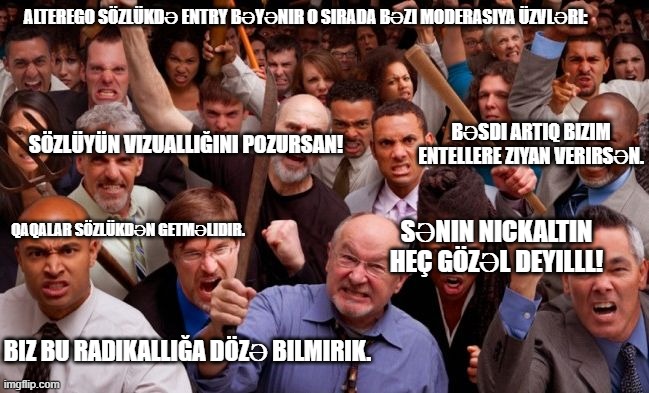 ALTEREGO SÖZLÜKDƏ ENTRY BƏYƏNIR O SIRADA BƏZI MODERASIYA ÜZVLƏRI:
BƏSDI ARTIQ BIZIM
ENTELLERE ZIYAN VERIRSƏN.
SÖZLÜYÜN VIZUALLIĞINI POZURSAN!
QAQALAR SÖZLÜKDƏN GETMƏLIDIR.
SƏNIN NICKALTIN
HEÇ GÖZƏL DEYILLL!
BIZ BU RADIKALLIĞA DÖZƏ BILMIRIK.
imgflip.com